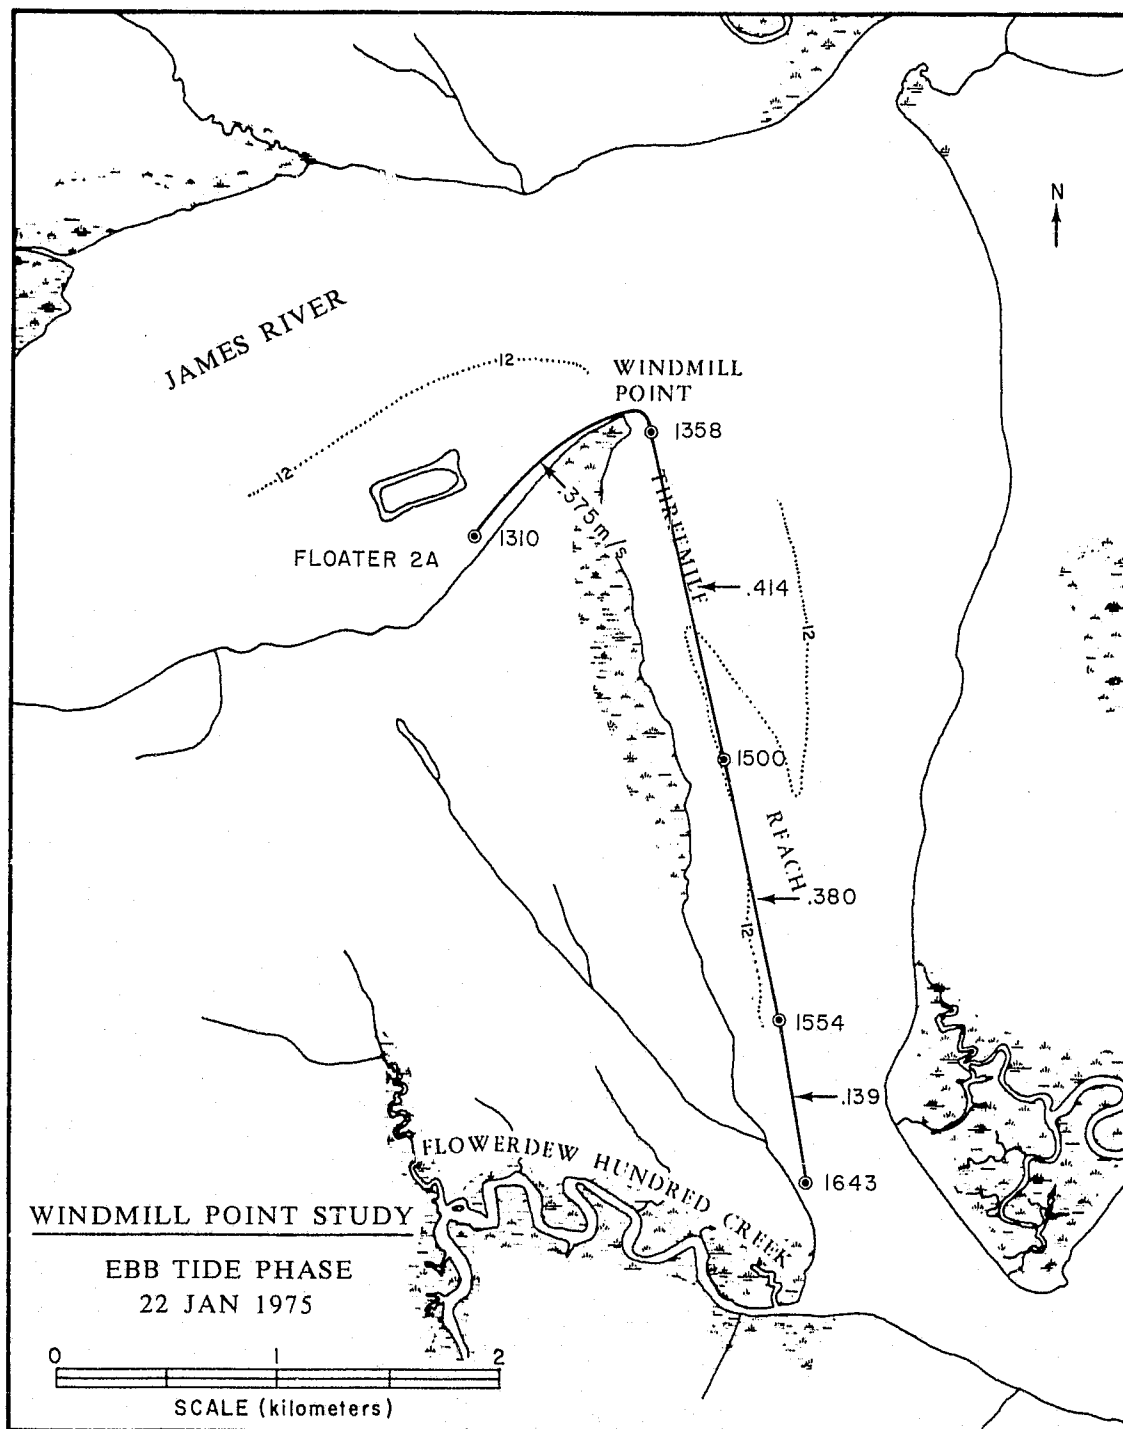 N
JAMES RIVER
12
12
WINDMILL
POINT
1358
.375 m/s
1310
FLOATER 2A
THREEMILE
.414
12
1500
REACH
.380
12
1554
.139
1643
FLOWERDEW HUNDRED CREEK
WINDMILL POINT STUDY
EBB TIDE PHASE
22 JAN 1975
0 1 2
SCALE (kilometers)